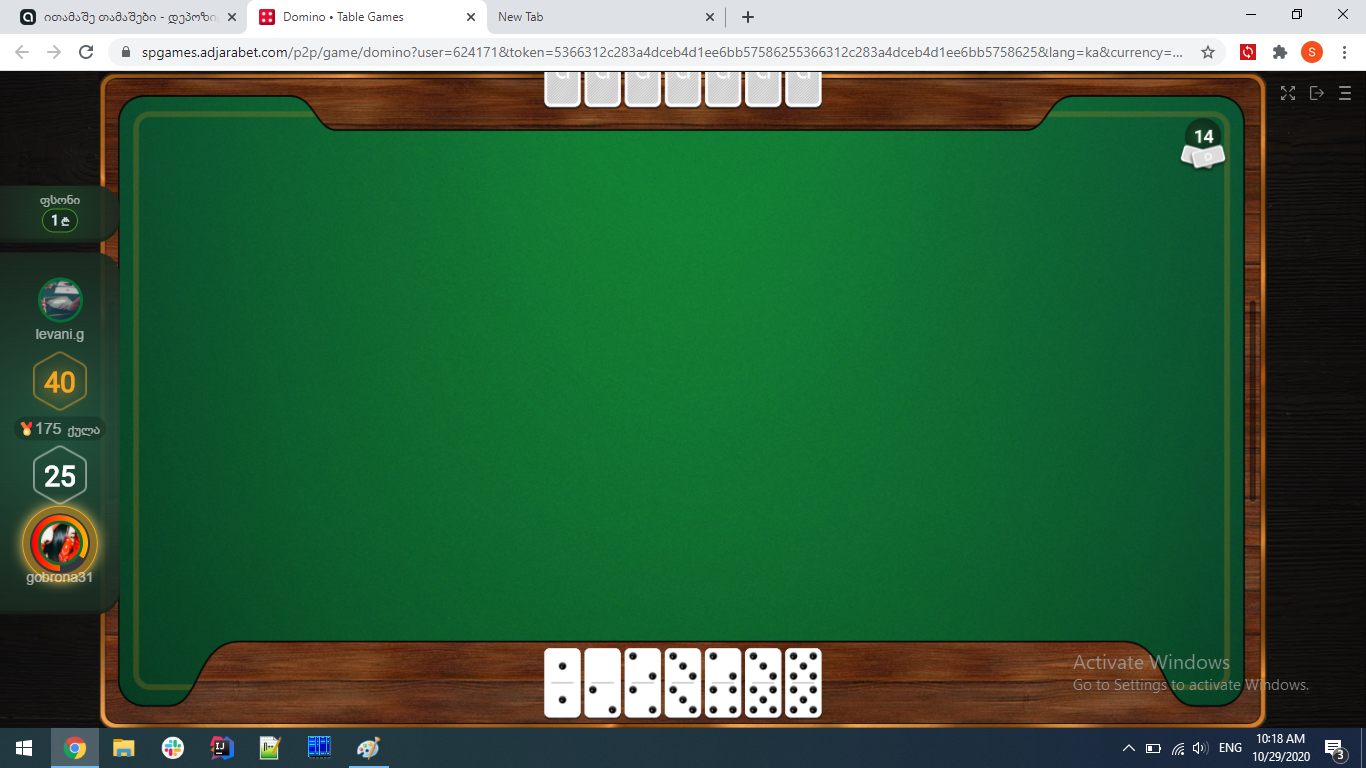 ითამაშე თამაშები - დეპოზი
Domino • Table Games
New Tab
spgames.adjarabet.com/p2p/game/domino?user=624171&token=5366312c283a4dceb4d1ee6bb57586255366312c283a4dceb4d1ee6bb5758625&lang=ka&currency=...
S
14
ფსონი
1 ₾
levani.g
40
175 ქულა
25
gobrona31
Activate Windows
Go to Settings to activate Windows.
ENG
10:18 AM
10/29/2020
3